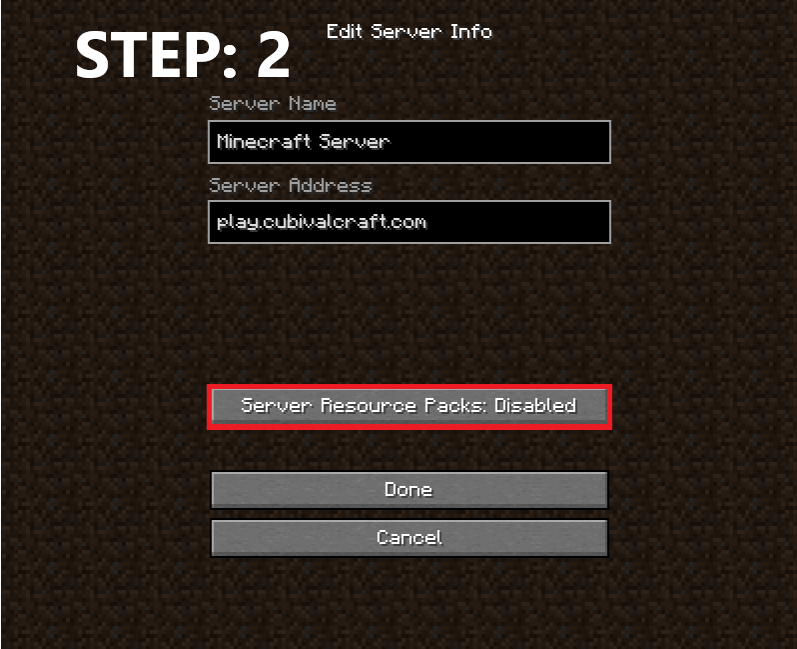 STEP: 2
Edit Server Info
Server Name
Minecraft Server
Server Address
play.cubivalcraft.com
Server Resource Packs: Disabled
Done
Cancel